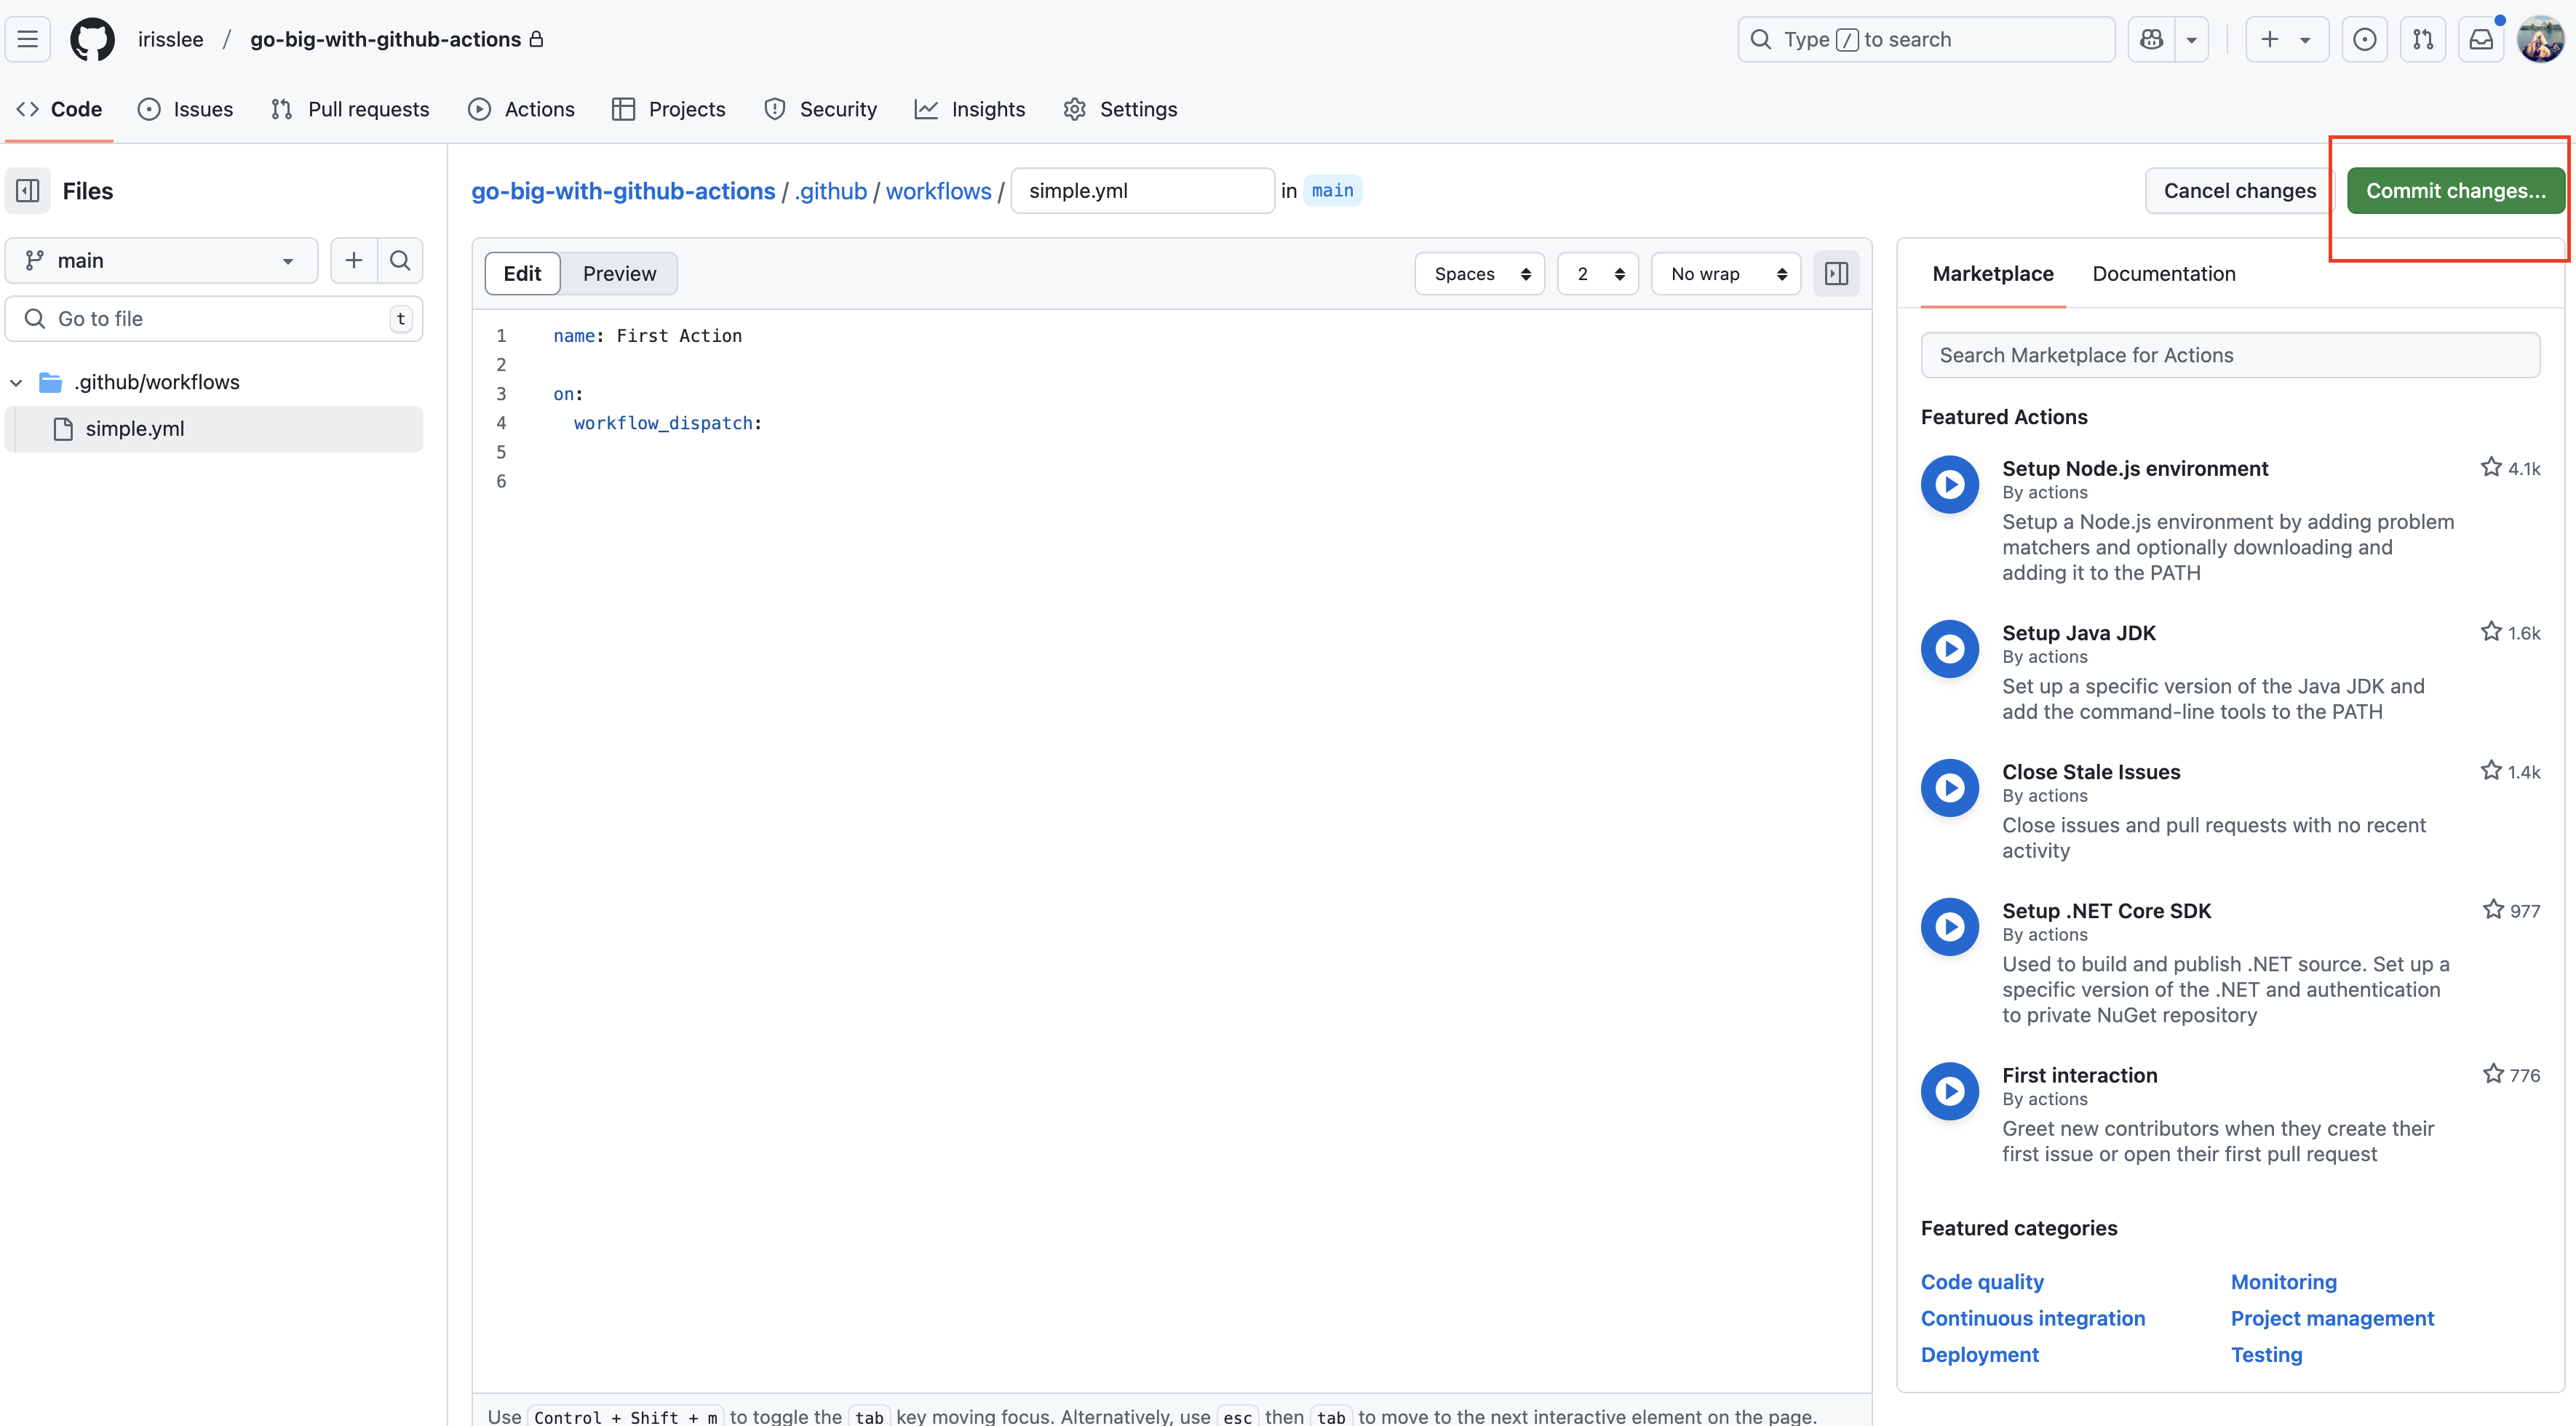 irisslee / go-big-with-github-actions
Type / to search
Code
Issues
Pull requests
Actions
Projects
Security
Insights
Settings
Files
main
Go to file
t
.github/workflows
simple.yml
go-big-with-github-actions / .github / workflows / simple.yml in main
Cancel changes
Commit changes...
Edit
Preview
Spaces
2
No wrap
1 name: First Action
2
3 on:
4 workflow_dispatch:
5
6
Use Control + Shift + m to toggle the tab key moving focus. Alternatively, use esc then tab to move to the next interactive element on the page.
Marketplace
Documentation
Search Marketplace for Actions
Featured Actions
Setup Node.js environment
4.1k
By actions
Setup a Node.js environment by adding problem
matchers and optionally downloading and
adding it to the PATH
Setup Java JDK
1.6k
By actions
Set up a specific version of the Java JDK and
add the command-line tools to the PATH
Close Stale Issues
1.4k
By actions
Close issues and pull requests with no recent
activity
Setup .NET Core SDK
977
By actions
Used to build and publish .NET source. Set up a
specific version of the .NET and authentication
to private NuGet repository
First interaction
776
By actions
Greet new contributors when they create their
first issue or open their first pull request
Featured categories
Code quality
Monitoring
Continuous integration
Project management
Deployment
Testing